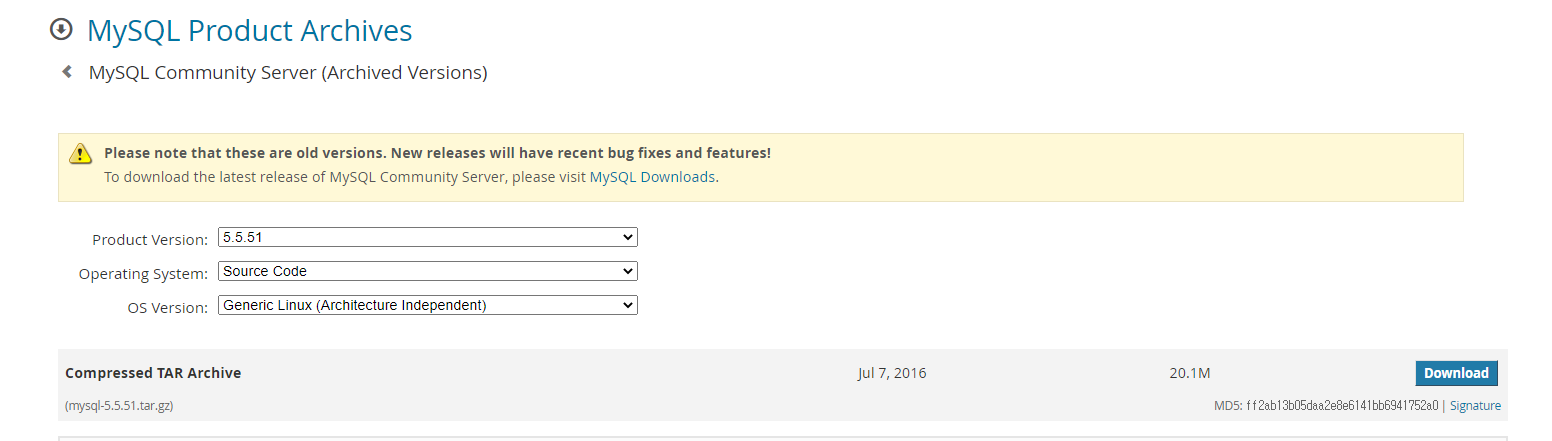 MySQL Product Archives
MySQL Community Server (Archived Versions)
Please note that these are old versions. New releases will have recent bug fixes and features!
To download the latest release of MySQL Community Server, please visit MySQL Downloads.
Product Version: 5.5.51
Operating System: Source Code
OS Version: Generic Linux (Architecture Independent)
Compressed TAR Archive Jul 7, 2016 20.1M Download
(mysql-5.5.51.tar.gz) MD5: ff2ab13b05daa2e8e6141bb6941752a0 | Signature